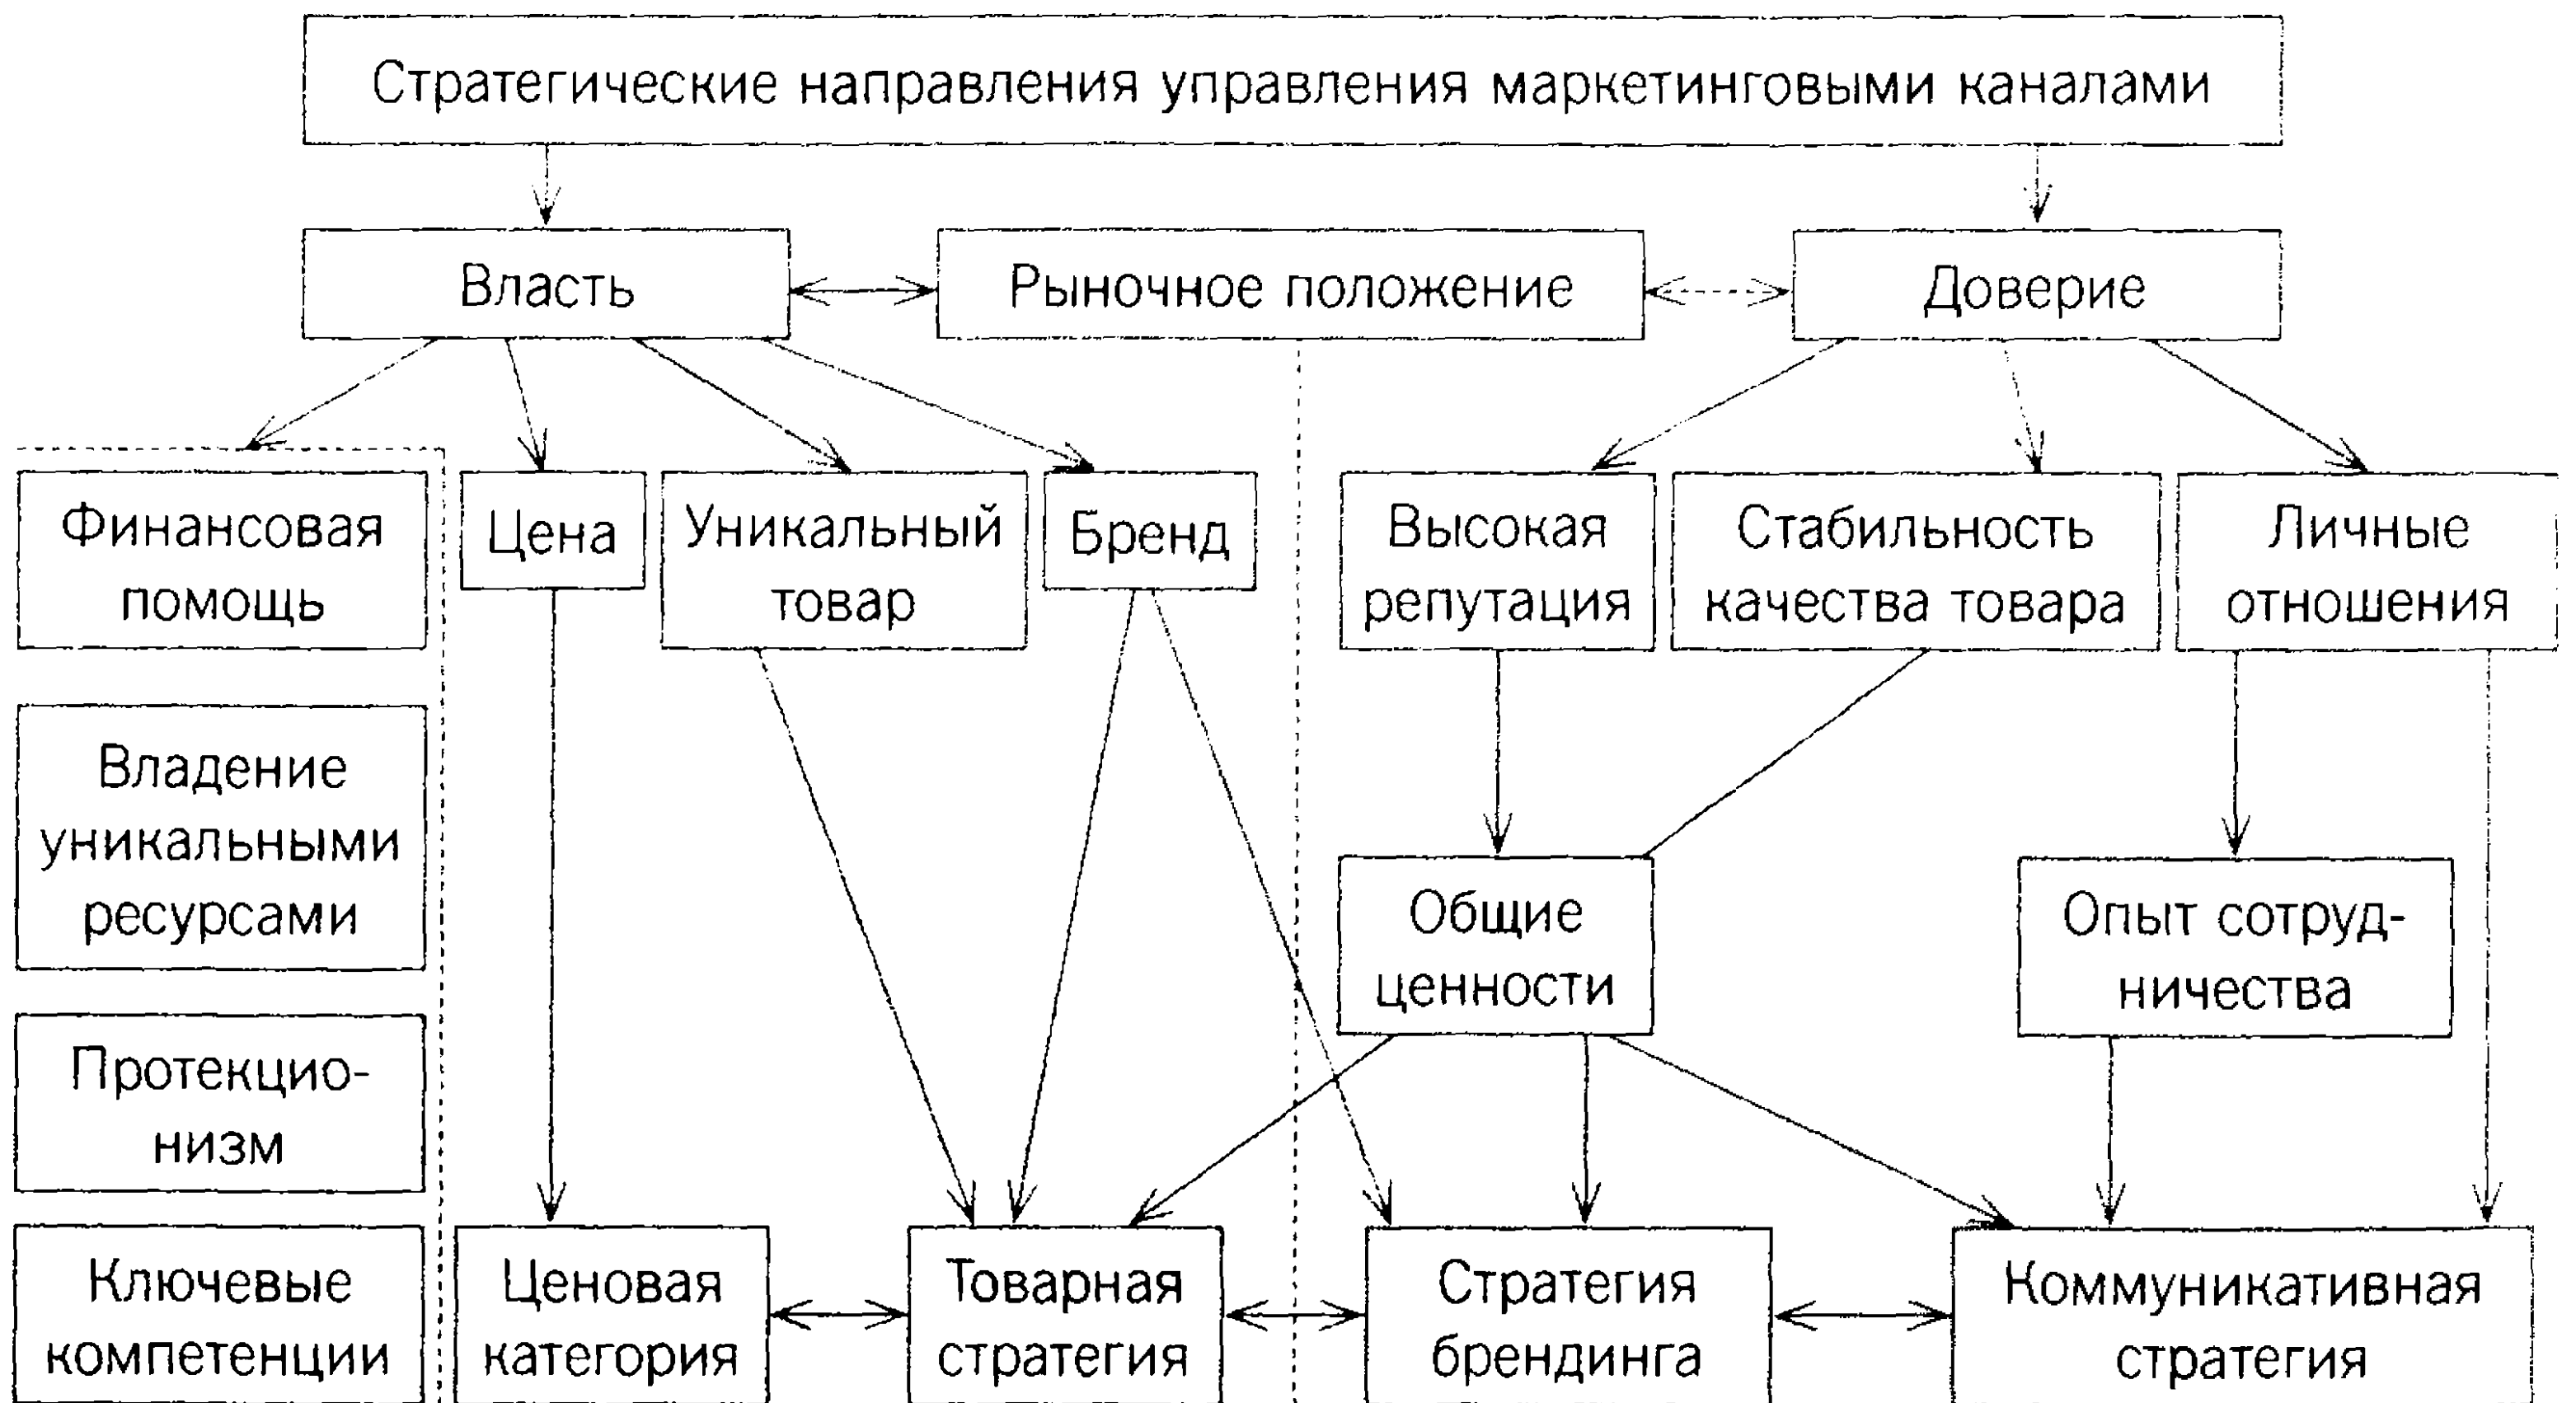 Стратегические направления управления маркетинговыми каналами
Власть
Рыночное положение
Доверие
Финансовая
помощь
Цена
Уникальный
товар
Бренд
Высокая
репутация
Стабильность
качества товара
Личные
отношения
Владение
уникальными
ресурсами
Общие
ценности
Опыт сотруд-
ничества
Протекцио-
низм
Ключевые
компетенции
Ценовая
категория
Товарная
стратегия
Стратегия
брендинга
Коммуникативная
стратегия